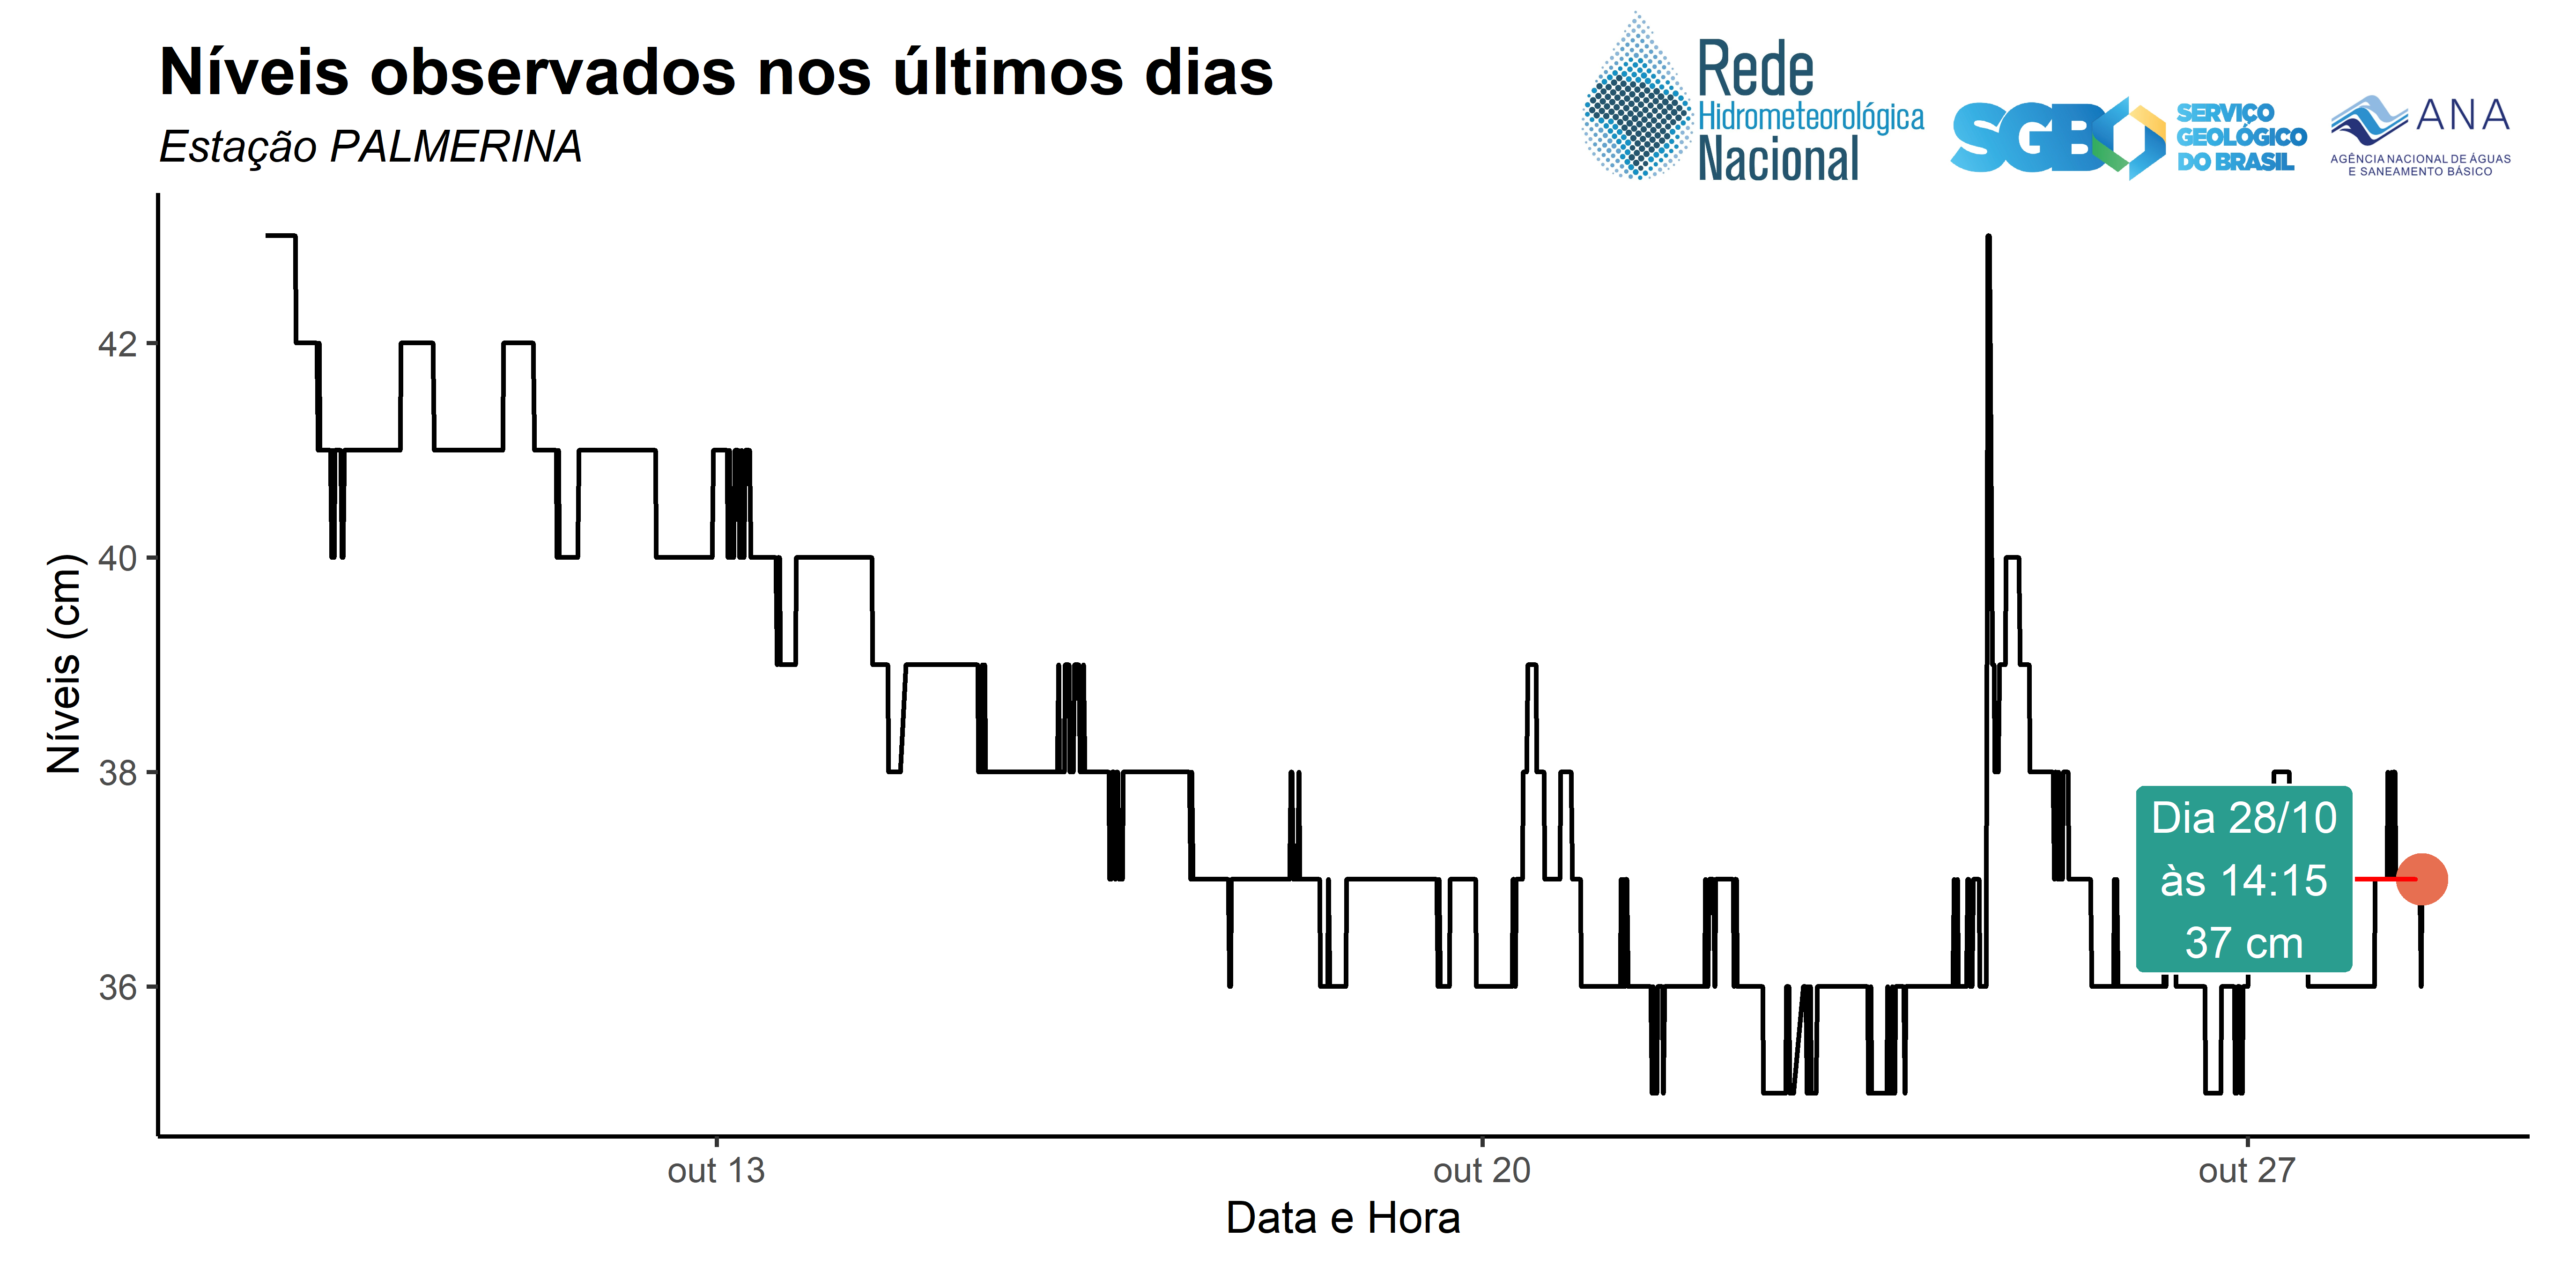 Níveis observados nos últimos dias
Estação PALMERINA
Rede
Hidrometeorológica
Nacional
SGB
SERVIÇO
GEOLÓGICO
DO BRASIL
ANA
AGÊNCIA NACIONAL DE ÁGUAS
E SANEAMENTO BÁSICO
Níveis (cm)
42
40
38
36
Dia 28/10
às 14:15
37 cm
out 13
out 20
out 27
Data e Hora